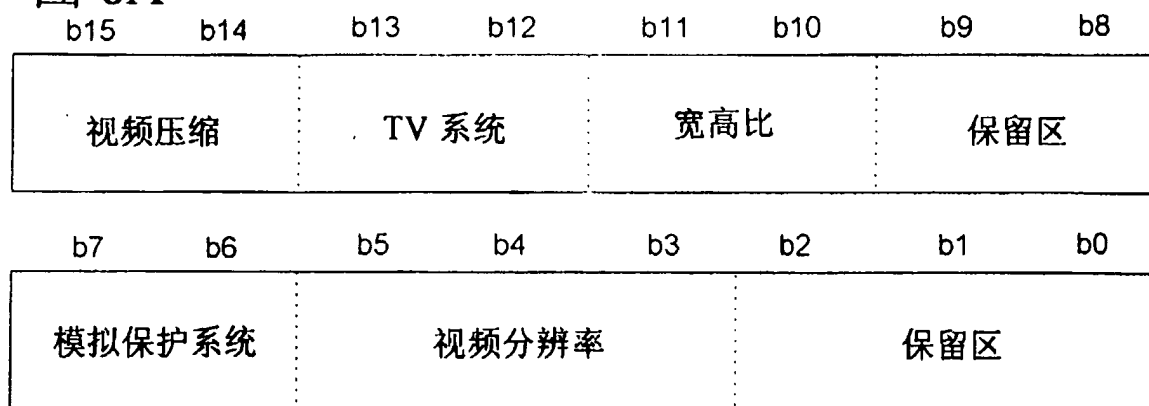 b15 b14 b13 b12 b11 b10 b9 b8
视频压缩 TV 系统 宽高比 保留区
b7 b6 b5 b4 b3 b2 b1 b0
模拟保护系统 视频分辨率 保留区